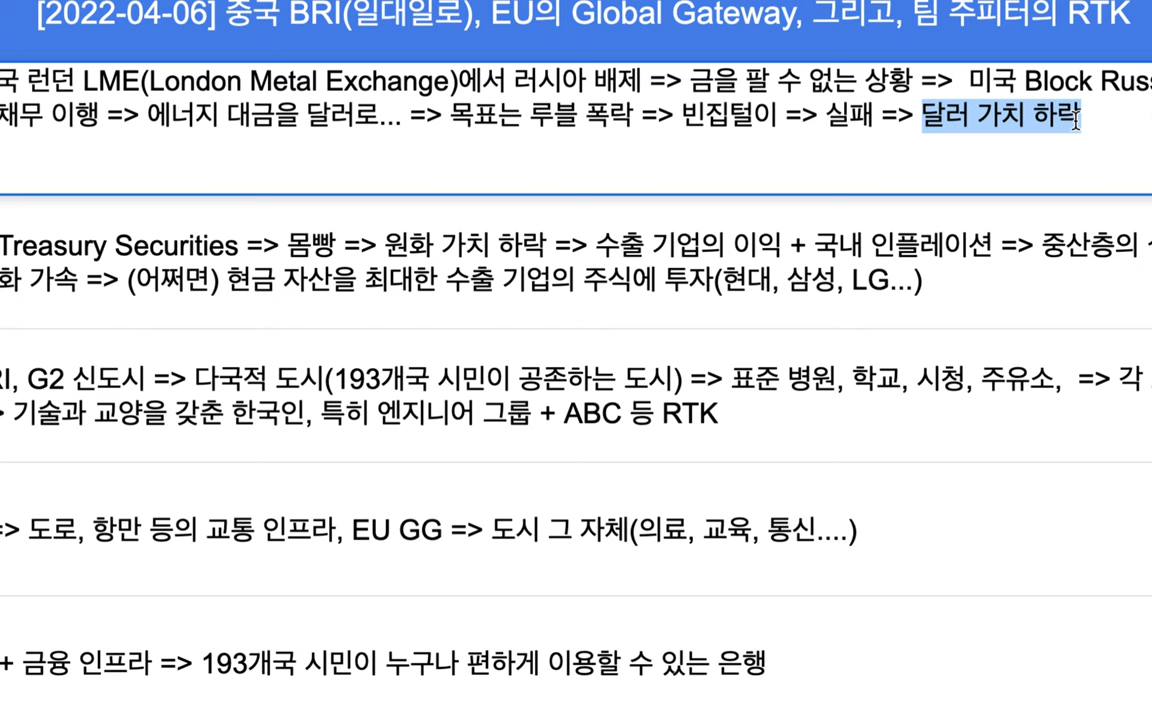 [2022-04-06] 중국 BRI(일대일로), EU의 Global Gateway, 그리고, 팀 주피터의 RTK
국 런던 LME(London Metal Exchange)에서 러시아 배제 => 금을 팔 수 없는 상황 => 미국 Block Russ
채무 이행 => 에너지 대금을 달러로... => 목표는 루블 폭락 => 빈집털이 => 실패 => 달러 가치 하락
Treasury Securities => 몸빵 => 원화 가치 하락 => 수출 기업의 이익 + 국내 인플레이션 => 중산층의
화 가속 => (어쩌면) 현금 자산을 최대한 수출 기업의 주식에 투자(현대, 삼성, LG...)
RI, G2 신도시 => 다국적 도시(193개국 시민이 공존하는 도시) => 표준 병원, 학교, 시청, 주유소, => 각
> 기술과 교양을 갖춘 한국인, 특히 엔지니어 그룹 + ABC 등 RTK
=> 도로, 항만 등의 교통 인프라, EU GG => 도시 그 자체(의료, 교육, 통신....)
+ 금융 인프라 => 193개국 시민이 누구나 편하게 이용할 수 있는 은행